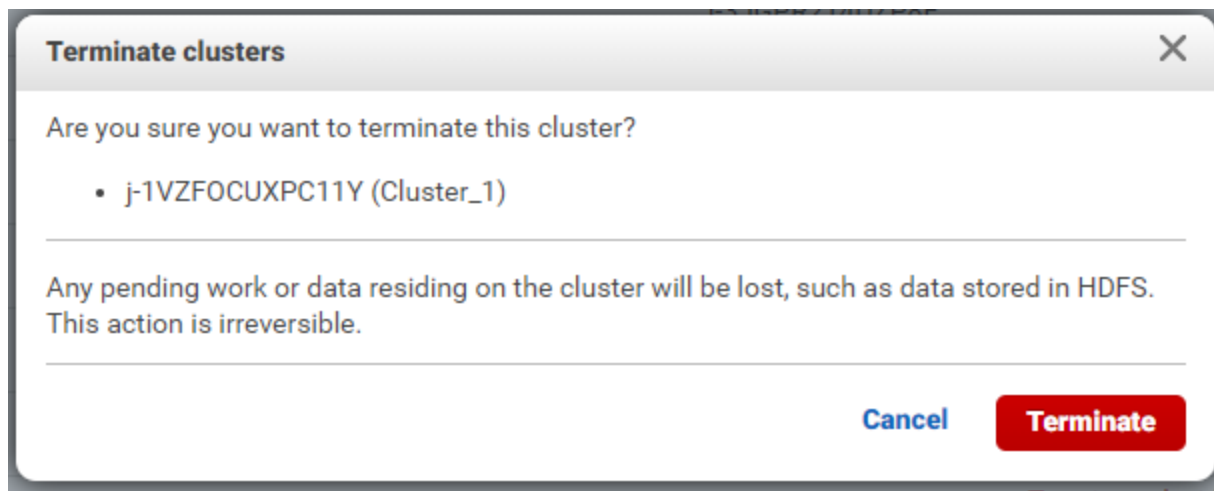 Terminate clusters
Are you sure you want to terminate this cluster?
• j-1VZFOCUXPC11Y (Cluster_1)
Any pending work or data residing on the cluster will be lost, such as data stored in HDFS.
This action is irreversible.
Cancel
Terminate